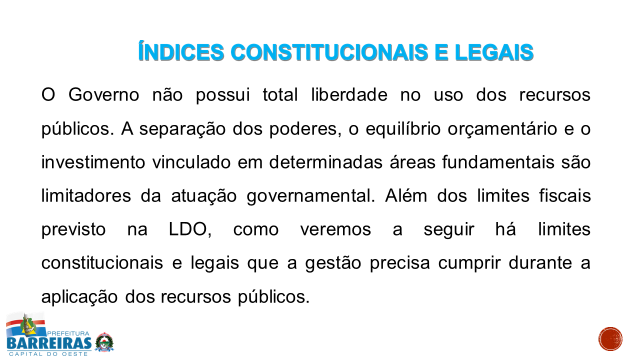 ÍNDICES CONSTITUCIONAIS E LEGAIS
O Governo não possui total liberdade no uso dos recursos
públicos. A separação dos poderes, o equilíbrio orçamentário e o
investimento vinculado em determinadas áreas fundamentais são
limitadores da atuação governamental. Além dos limites fiscais
previsto na LDO, como veremos a seguir há limites
constitucionais e legais que a gestão precisa cumprir durante a
aplicação dos recursos públicos.
PREFEITURA
BARREIRAS
CAPITAL DO OESTE